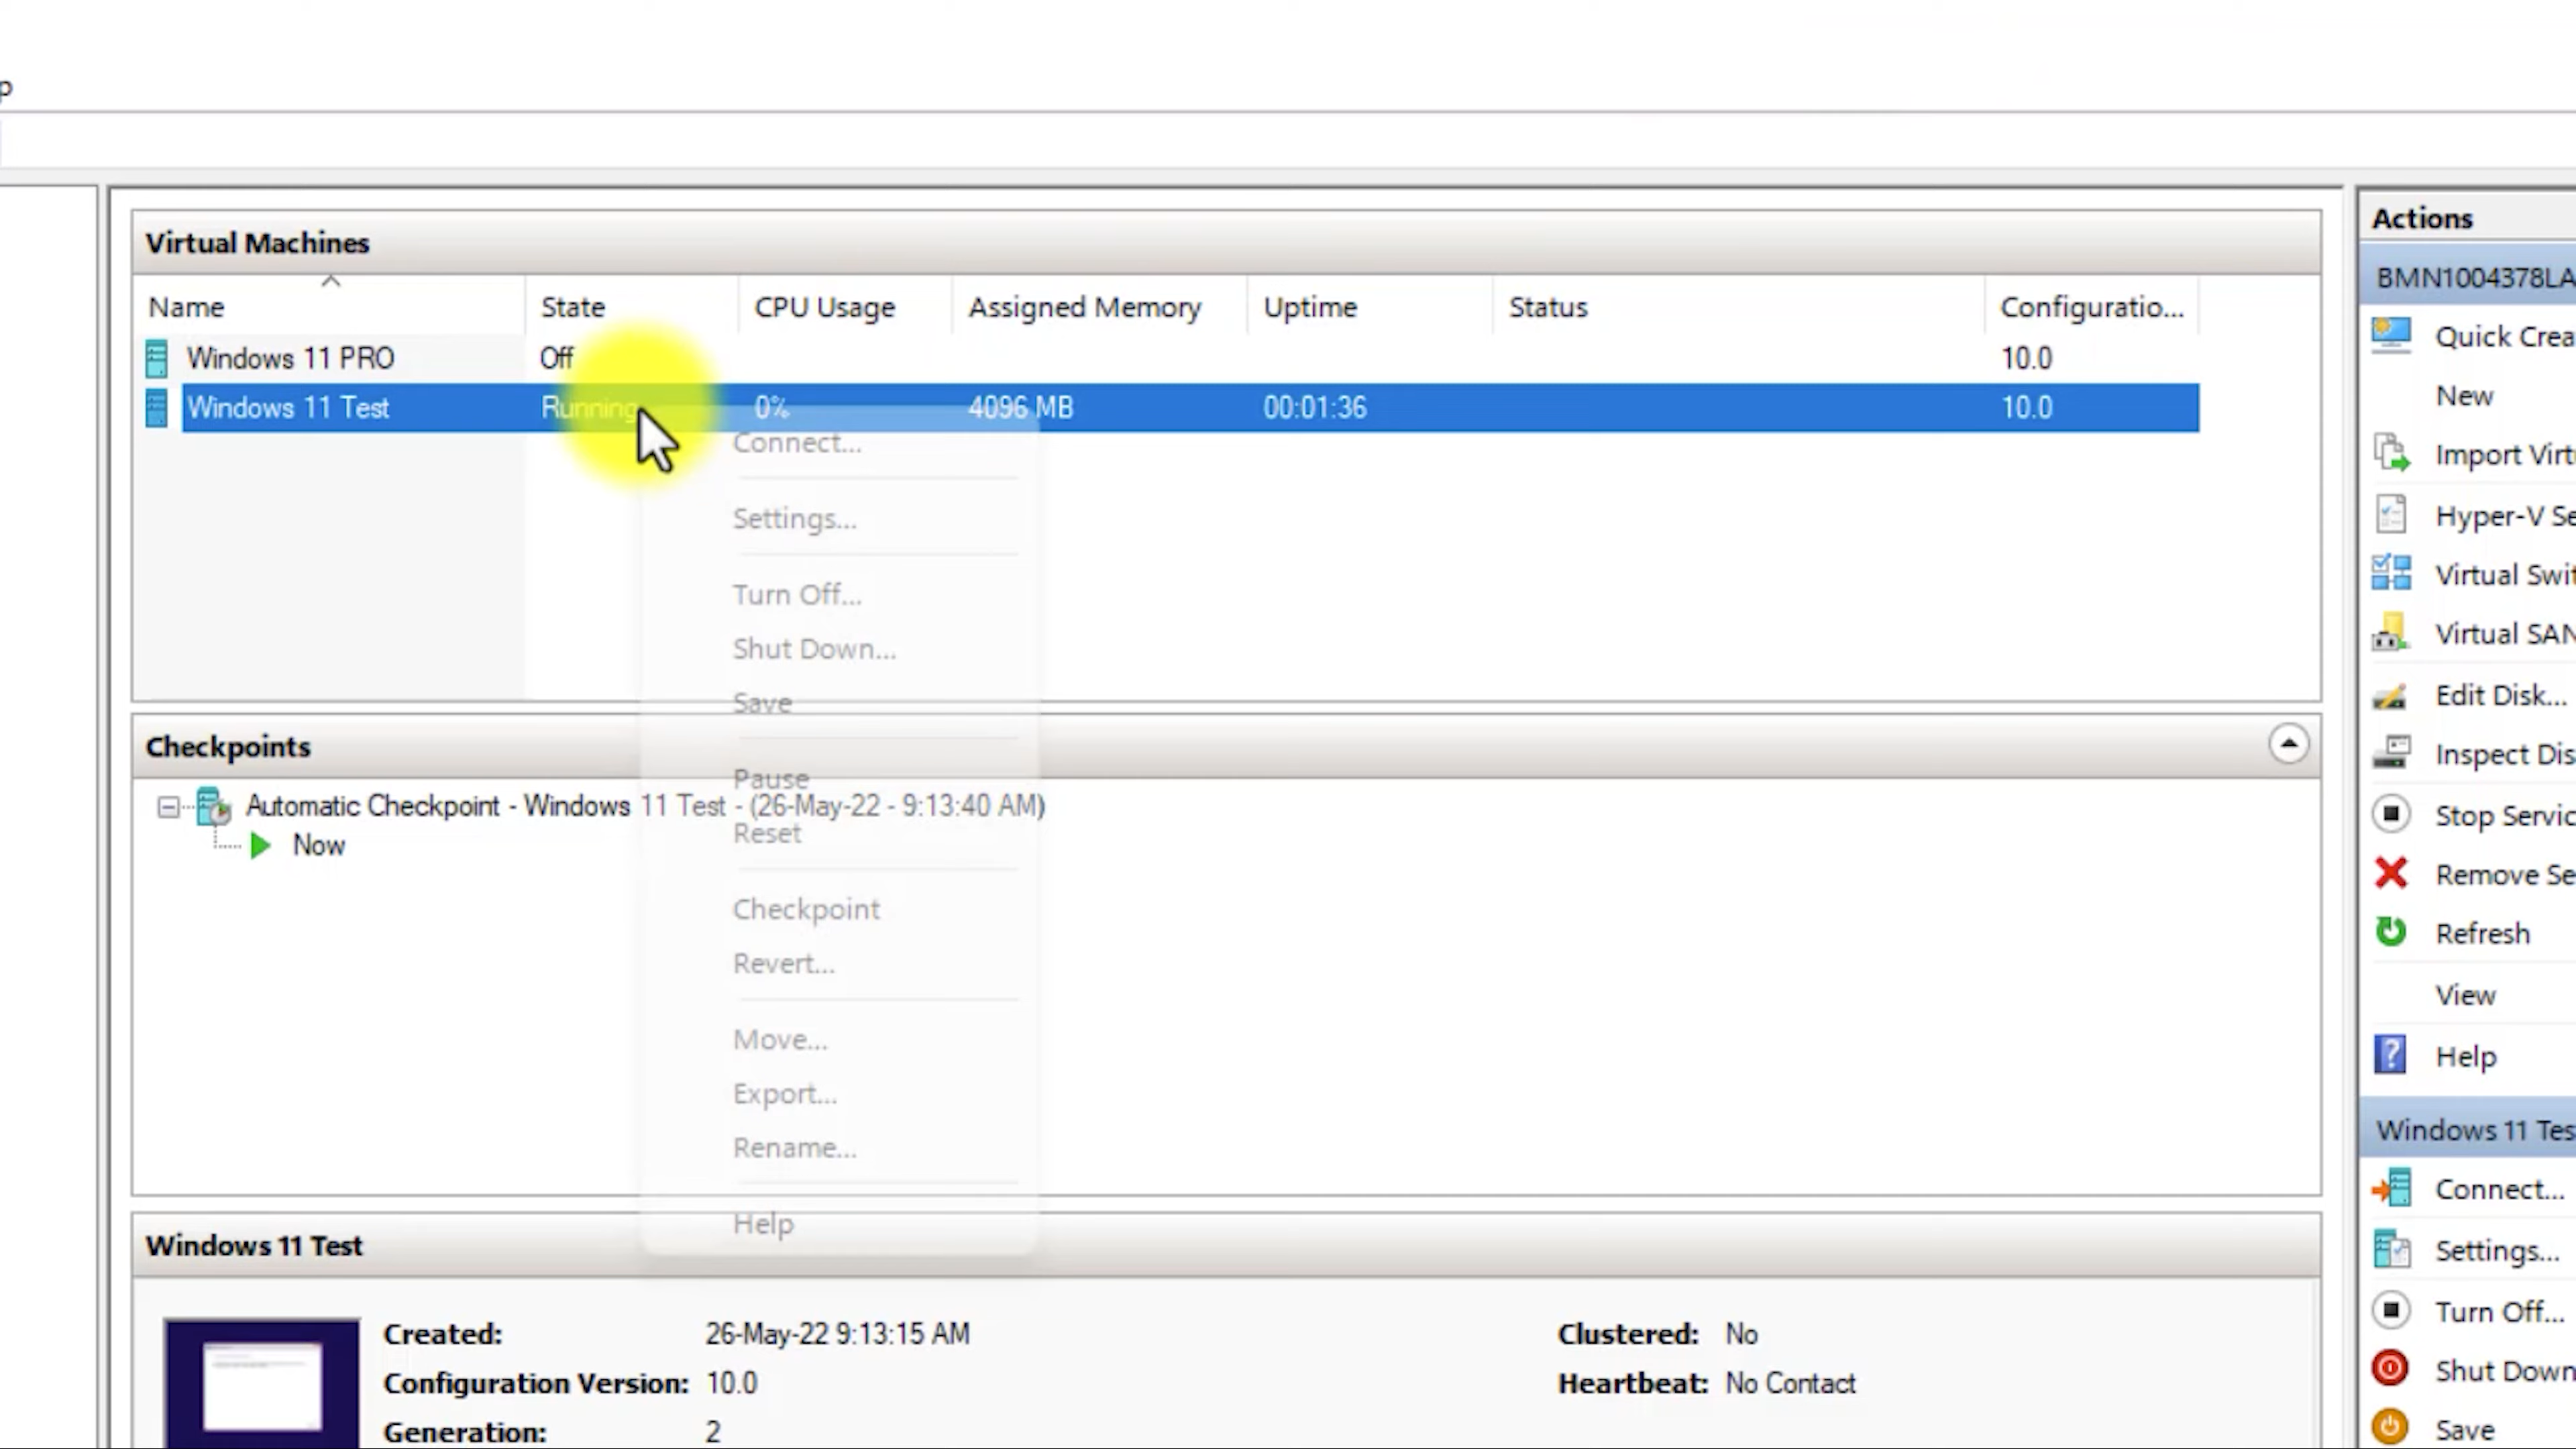 p
Virtual Machines
Name State CPU Usage Assigned Memory Uptime Status Configuratio...
Windows 11 PRO Off 10.0
Windows 11 Test Running 0% 4096 MB 00:01:36 10.0
Connect...
Settings...
Turn Off...
Shut Down...
Save
Pause
Reset
Checkpoint
Revert...
Move...
Export...
Rename...
Help
Checkpoints
Automatic Checkpoint - Windows 11 Test - (26-May-22 - 9:13:40 AM)
Now
Windows 11 Test
Created: 26-May-22 9:13:15 AM Clustered: No
Configuration Version: 10.0 Heartbeat: No Contact
Generation: 2
Actions
BMN1004378LA
Quick Crea
New
Import Virtu
Hyper-V Se
Virtual Swit
Virtual SAN
Edit Disk...
Inspect Dis
Stop Servic
Remove Se
Refresh
View
Help
Windows 11 Tes
Connect...
Settings...
Turn Off...
Shut Down
Save